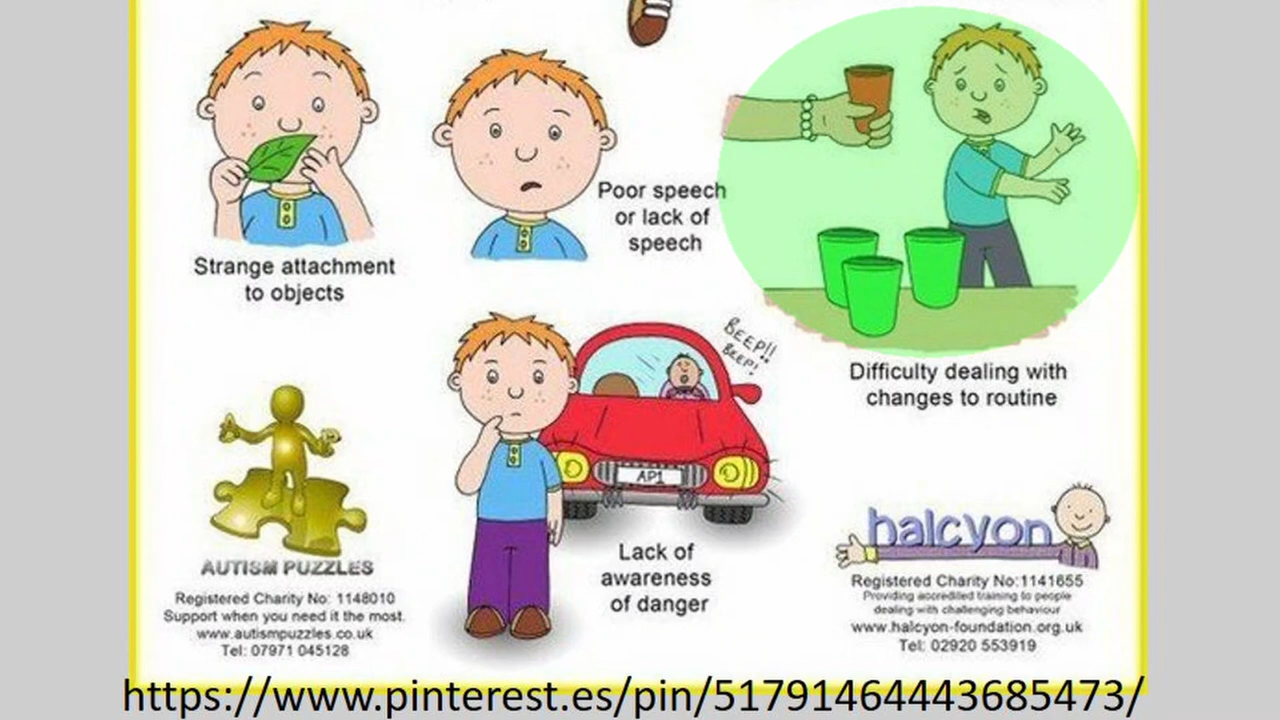 Strange attachment
to objects
Poor speech
or lack of
speech
Difficulty dealing with
changes to routine
BEEP!!
BEEP!
AP1
Lack of
awareness
of danger
AUTISM PUZZLES
Registered Charity No: 1148010
Support when you need it the most.
www.autismpuzzles.co.uk
Tel: 07971 045128
halcyon
Registered Charity No:1141655
Providing accredited training to people
dealing with challenging behaviour
www.halcyon-foundation.org.uk
Tel: 02920 553919
https://www.pinterest.es/pin/51791464443685473/